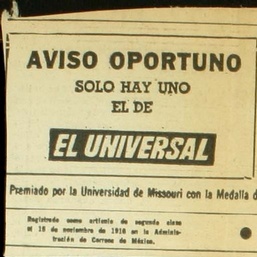 AVISO OPORTUNO
SOLO HAY UNO
EL DE
EL UNIVERSAL
Premiado por la Universidad de Missouri con la Medalla d
Registrado como artículo de segunda clase
el 15 de noviembre de 1916 en la Adminis-
tración de Correos de México.